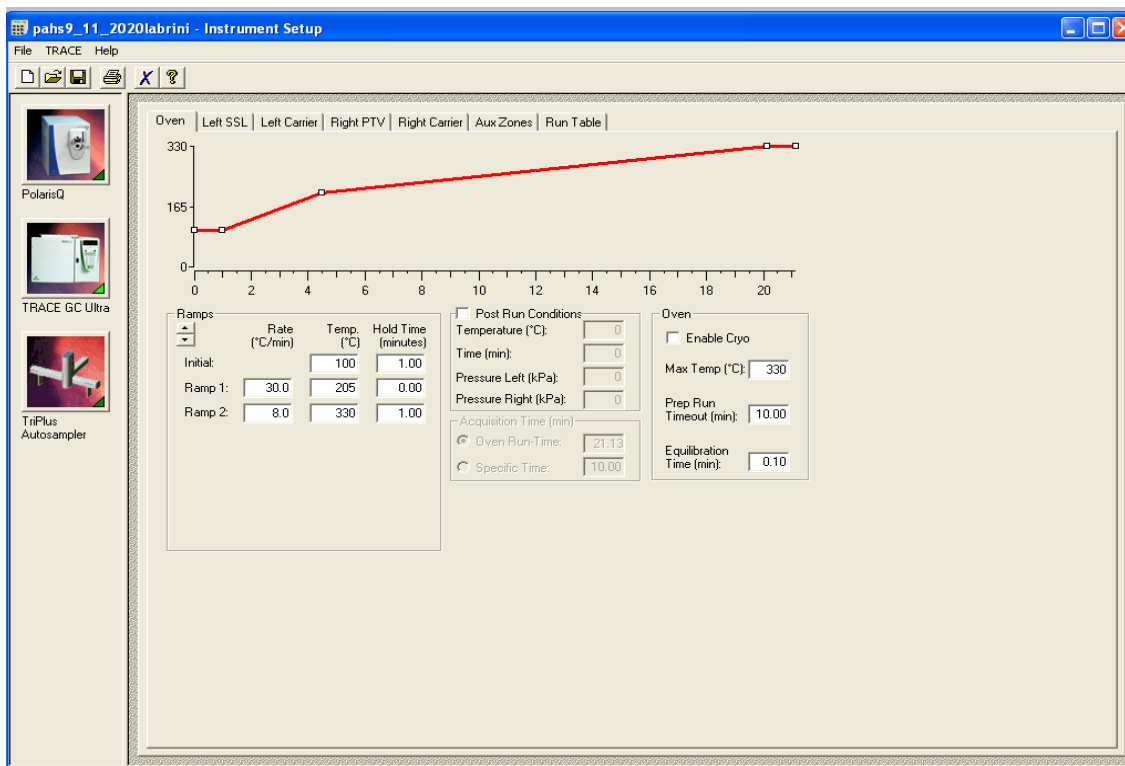 pahs9_11_2020labrini - Instrument Setup
File TRACE Help
PolarisQ
TRACE GC Ultra
TriPlus
Autosampler
Oven Left SSL Left Carrier Right PTV Right Carrier Aux Zones Run Table
330
165
0
0 2 4 6 8 10 12 14 16 18 20
Ramps
Rate Temp. Hold Time
(°C/min) (°C) (minutes)
Initial: 100 1.00
Ramp 1: 30.0 205 0.00
Ramp 2: 8.0 330 1.00
Post Run Conditions
Temperature (°C): 0
Time (min): 0
Pressure Left (kPa): 0
Pressure Right (kPa): 0
Acquisition Time (min)
Oven Run-Time: 21.13
Specific Time: 10.00
Oven
Enable Cryo
Max Temp (°C): 330
Prep Run
Timeout (min): 10.00
Equilibration
Time (min): 0.10